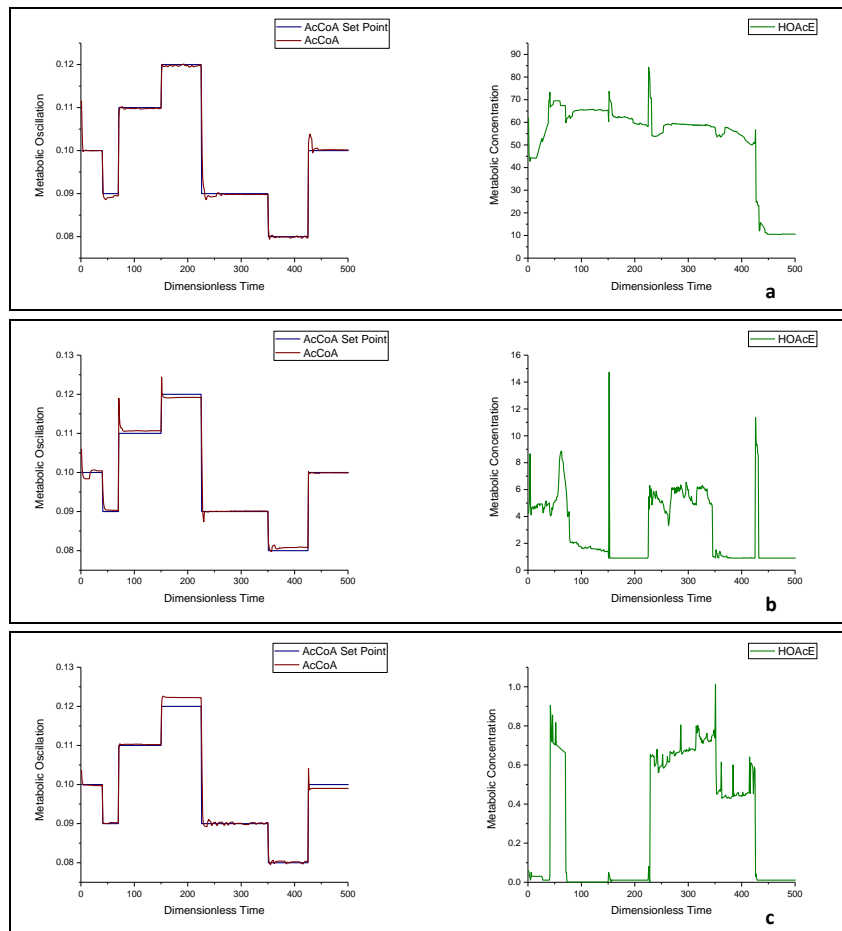 AcCoA Set Point
AcCoA
Metabolic Oscillation
0.12
0.11
0.10
0.09
0.08
0 100 200 300 400 500
Dimensionless Time
HOAcE
Metabolic Concentration
90
80
70
60
50
40
30
20
10
0
0 100 200 300 400 500
Dimensionless Time
a
AcCoA Set Point
AcCoA
Metabolic Oscillation
0.13
0.12
0.11
0.10
0.09
0.08
0 100 200 300 400 500
Dimensionless Time
HOAcE
Metabolic Concentration
16
14
12
10
8
6
4
2
0
0 100 200 300 400 500
Dimensionless Time
b
AcCoA Set Point
AcCoA
Metabolic Oscillation
0.13
0.12
0.11
0.10
0.09
0.08
0 100 200 300 400 500
Dimensionless Time
HOAcE
Metabolic Concentration
1.0
0.8
0.6
0.4
0.2
0.0
0 100 200 300 400 500
Dimensionless Time
c